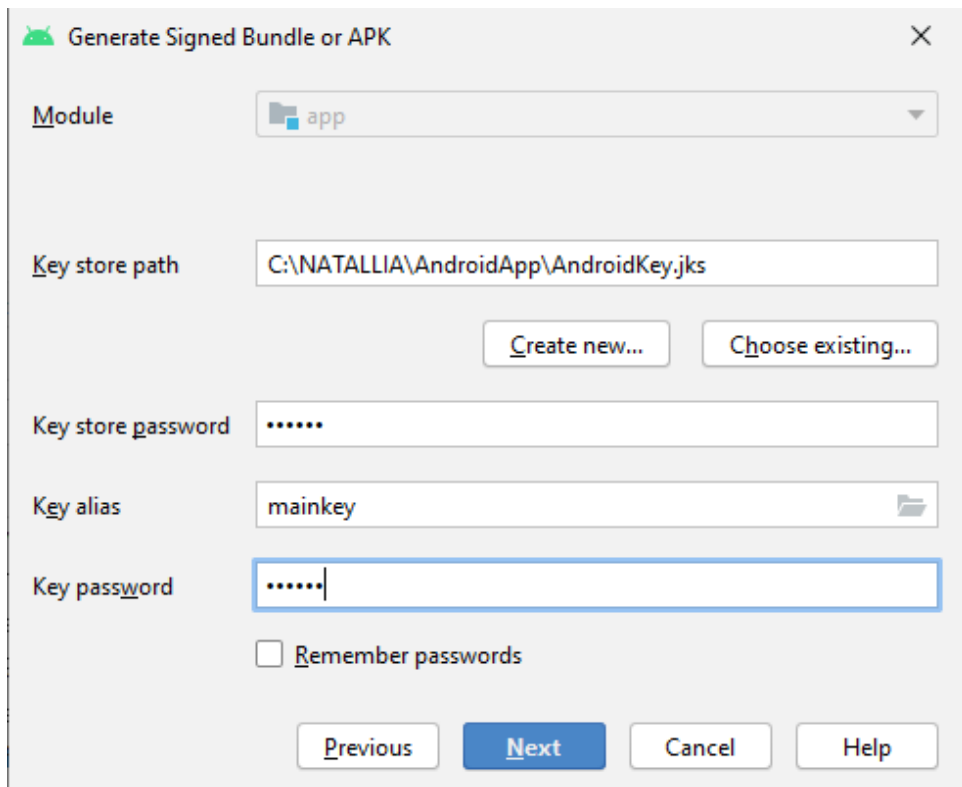 Generate Signed Bundle or APK
Module app
Key store path C:\NATALLIA\AndroidApp\AndroidKey.jks
Create new... Choose existing...
Key store password ••••••
Key alias mainkey
Key password ••••••
Remember passwords
Previous Next Cancel Help